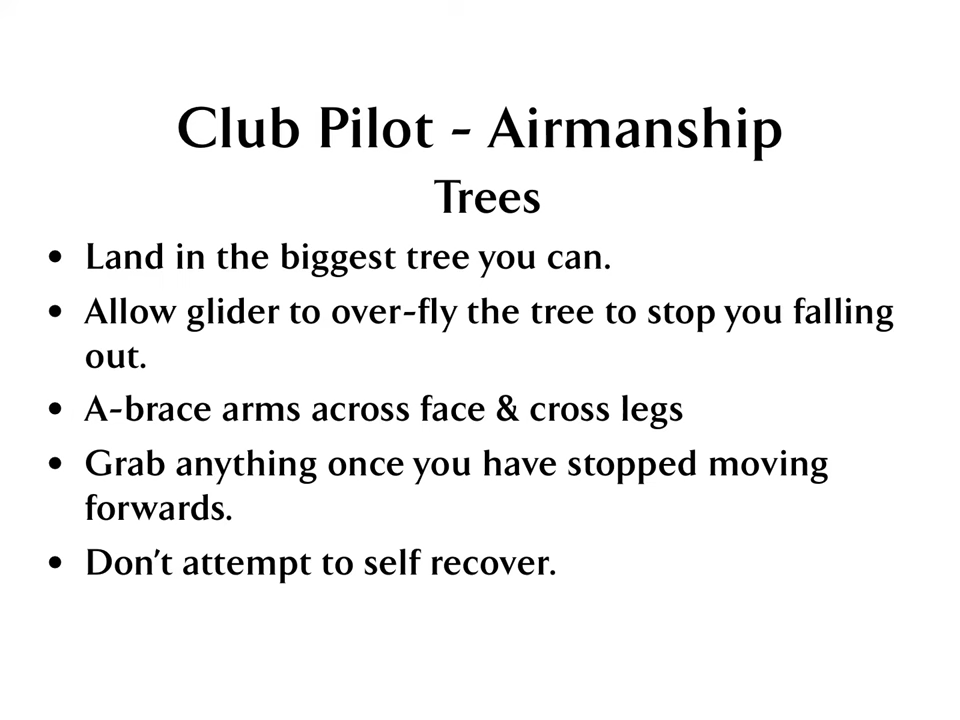 Club Pilot - Airmanship
Trees
• Land in the biggest tree you can.
• Allow glider to over-fly the tree to stop you falling
out.
• A-brace arms across face & cross legs
• Grab anything once you have stopped moving
forwards.
• Don't attempt to self recover.